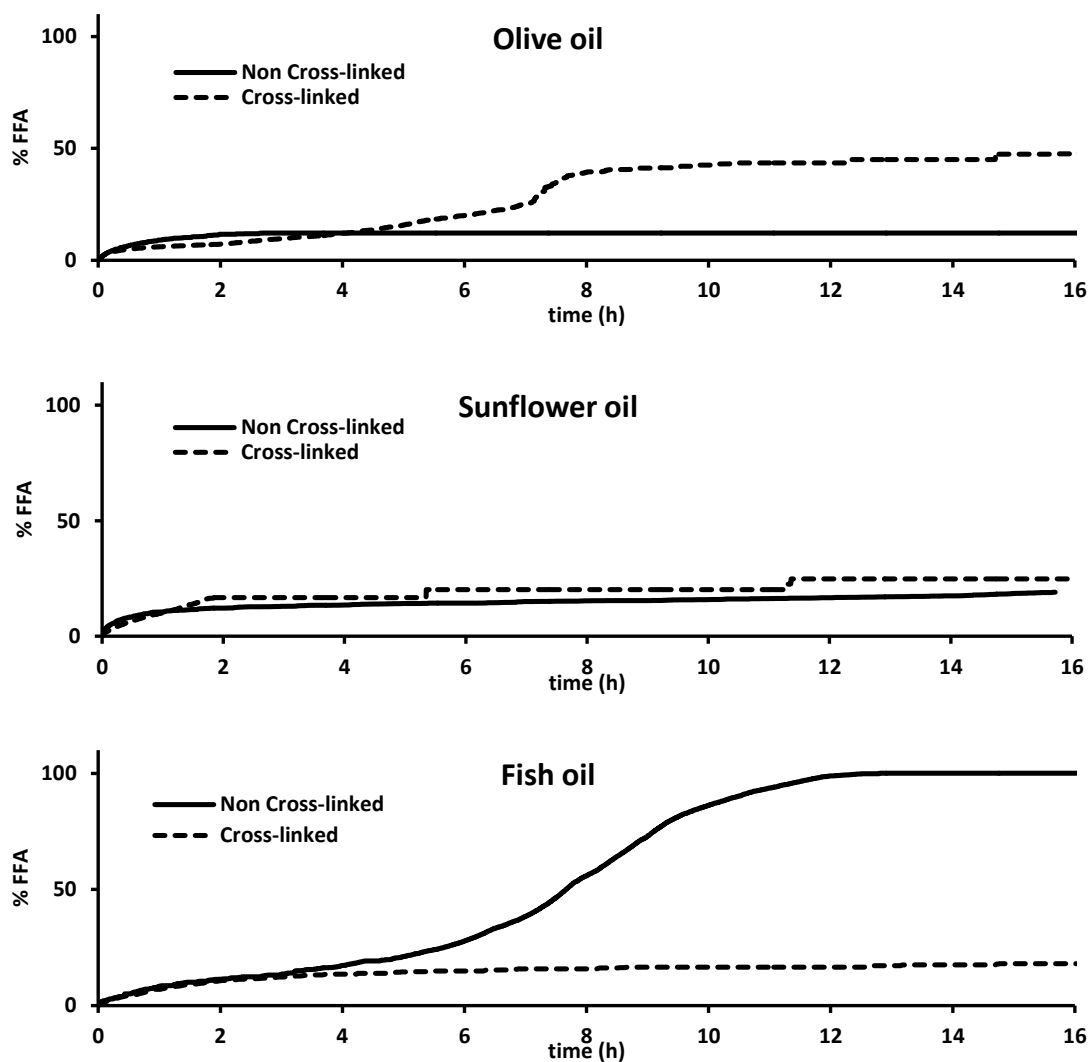 Olive oil
Non Cross-linked
Cross-linked
% FFA
100
50
0
0 2 4 6 8 10 12 14 16
time (h)
Sunflower oil
Non Cross-linked
Cross-linked
% FFA
100
50
0
0 2 4 6 8 10 12 14 16
time (h)
Fish oil
Non Cross-linked
Cross-linked
% FFA
100
50
0
0 2 4 6 8 10 12 14 16
time (h)